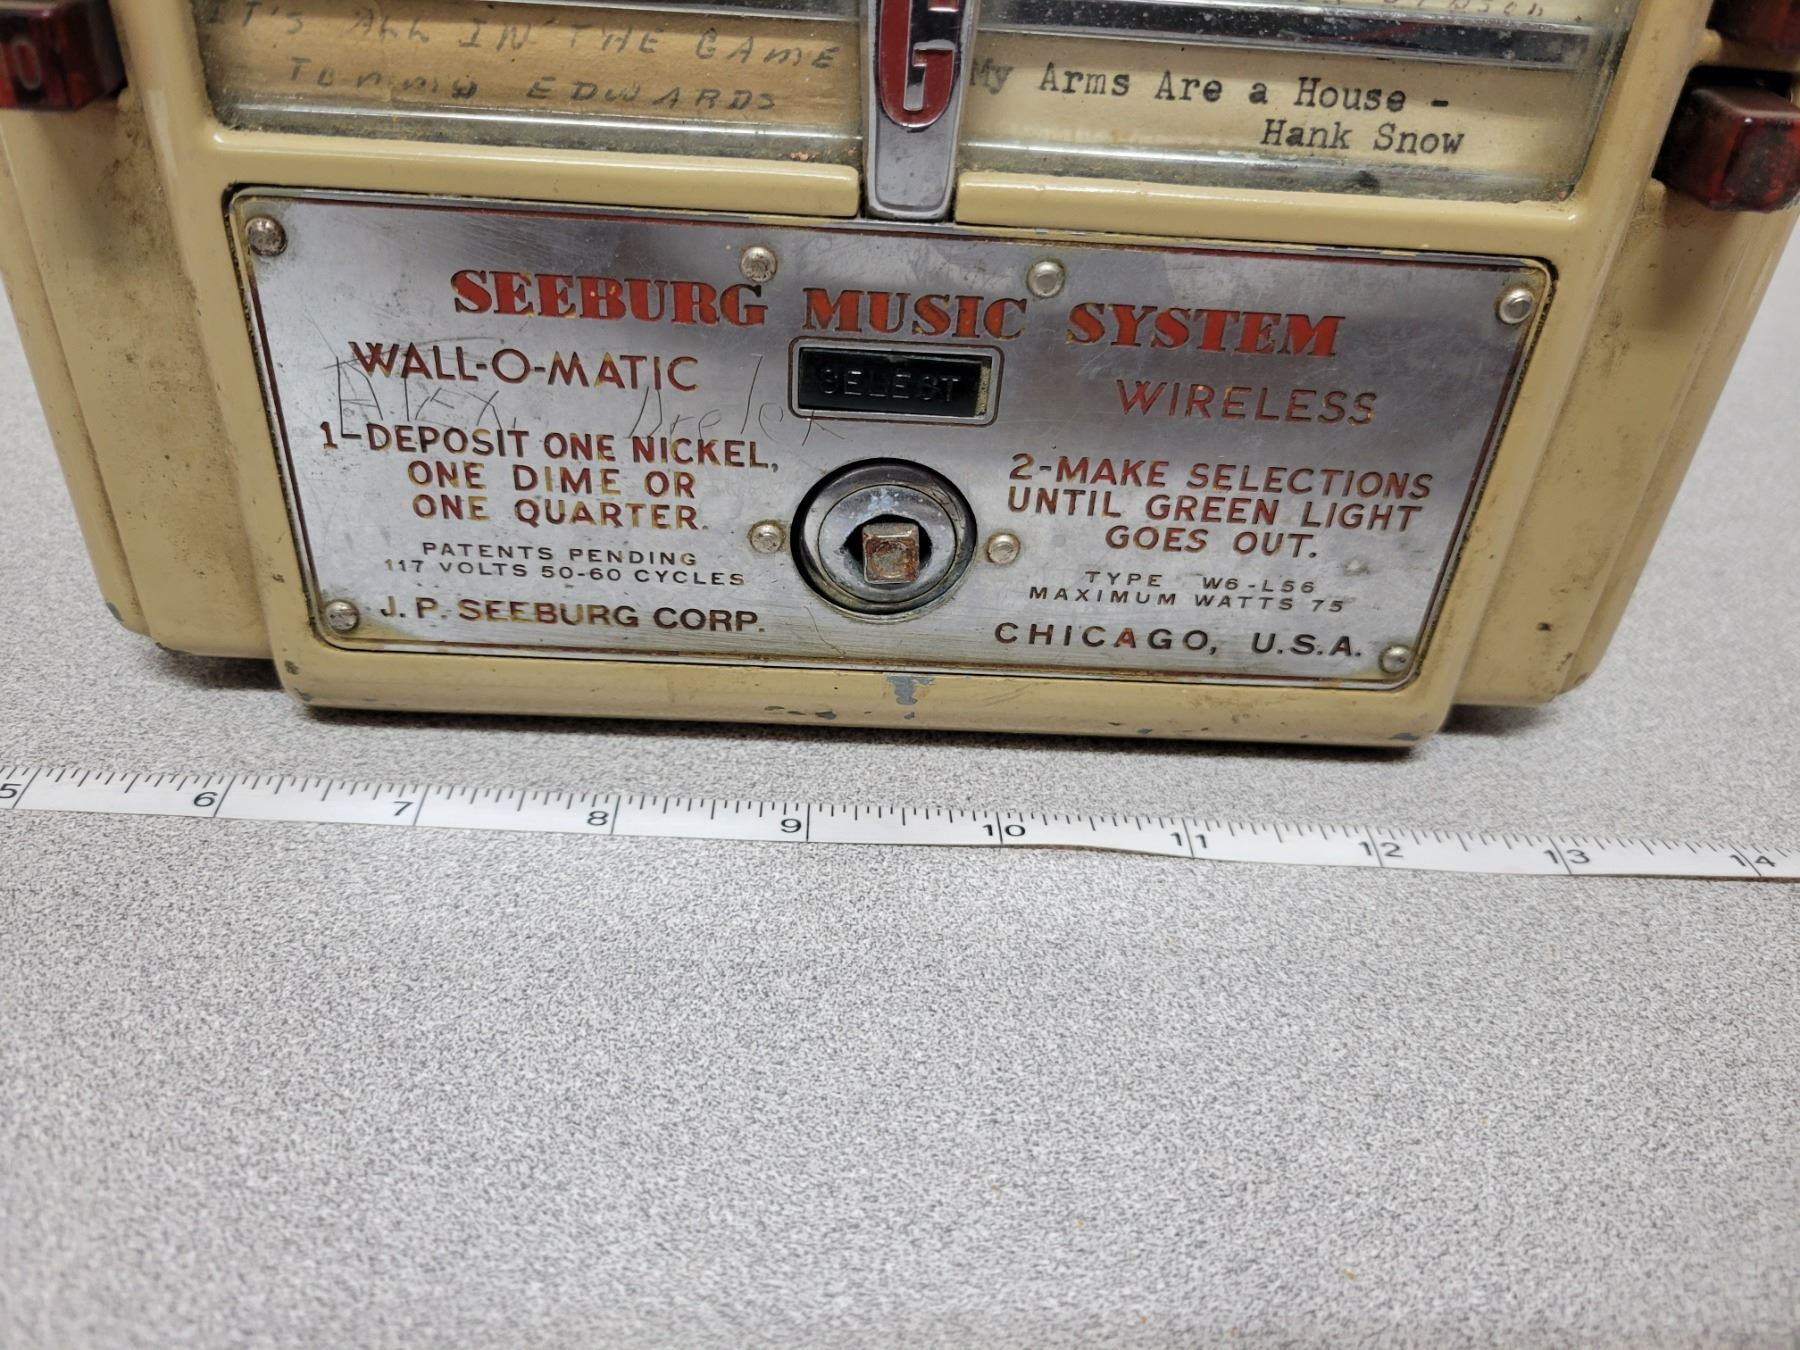 IT'S ALL IN THE GAME
TOMMY EDWARDS
G
My Arms Are a House -
Hank Snow
0
SEEBURG MUSIC SYSTEM
WALL-O-MATIC
SELECT
WIRELESS
Alex
1-DEPOSIT ONE NICKEL,
ONE DIME OR
ONE QUARTER.
PATENTS PENDING
117 VOLTS 50-60 CYCLES
J. P. SEEBURG CORP.
2-MAKE SELECTIONS
UNTIL GREEN LIGHT
GOES OUT.
TYPE W6-L56
MAXIMUM WATTS 75
CHICAGO, U.S.A.
5 6 7 8 9 10 11 12 13 14